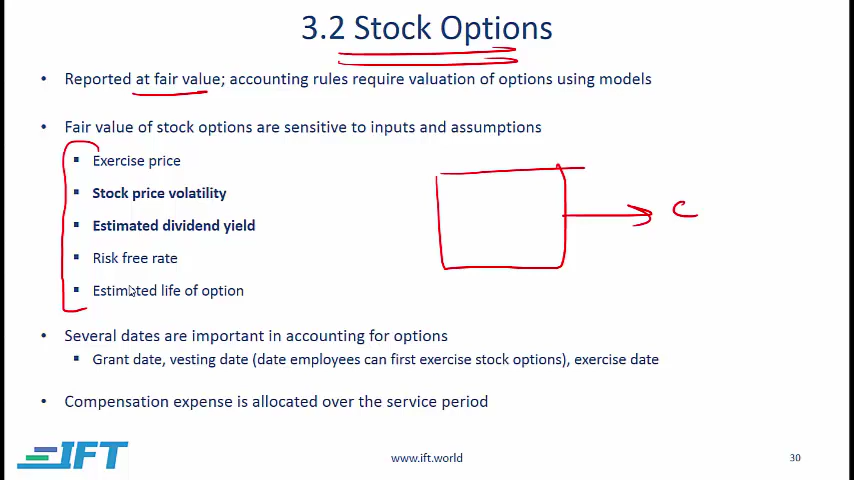 3.2 Stock Options
• Reported at fair value; accounting rules require valuation of options using models
• Fair value of stock options are sensitive to inputs and assumptions
▪ Exercise price
▪ Stock price volatility
▪ Estimated dividend yield
▪ Risk free rate
▪ Estimated life of option
C
• Several dates are important in accounting for options
▪ Grant date, vesting date (date employees can first exercise stock options), exercise date
• Compensation expense is allocated over the service period
IFT
www.ift.world
30